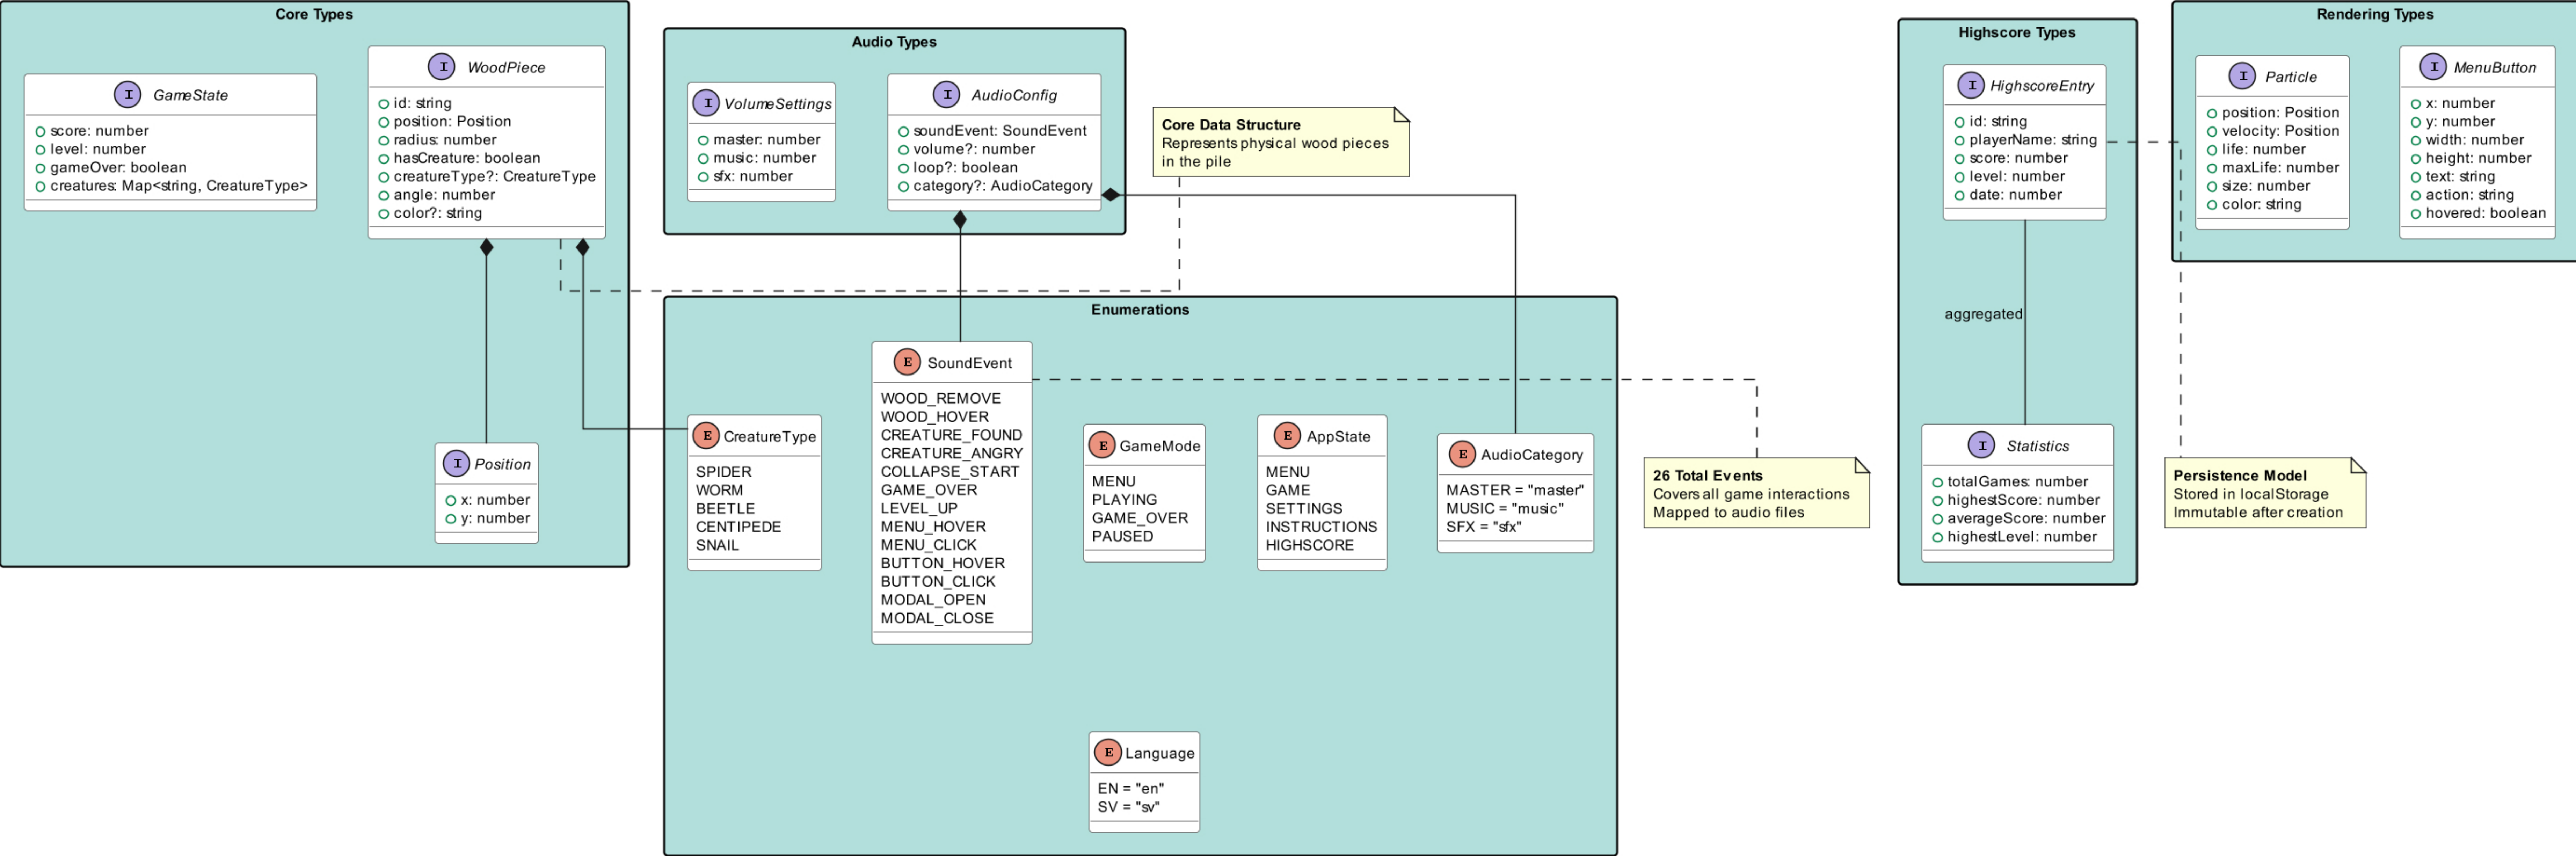 Core Types
I GameState
score: number
level: number
gameOver: boolean
creatures: Map<string, CreatureType>
I WoodPiece
id: string
position: Position
radius: number
hasCreature: boolean
creatureType?: CreatureType
angle: number
color?: string
I Position
x: number
y: number
Audio Types
I VolumeSettings
master: number
music: number
sfx: number
I AudioConfig
soundEvent: SoundEvent
volume?: number
loop?: boolean
category?: AudioCategory
Core Data Structure
Represents physical wood pieces
in the pile
Enumerations
E CreatureType
SPIDER
WORM
BEETLE
CENTIPEDE
SNAIL
E SoundEvent
WOOD_REMOVE
WOOD_HOVER
CREATURE_FOUND
CREATURE_ANGRY
COLLAPSE_START
GAME_OVER
LEVEL_UP
MENU_HOVER
MENU_CLICK
BUTTON_HOVER
BUTTON_CLICK
MODAL_OPEN
MODAL_CLOSE
E GameMode
MENU
PLAYING
GAME_OVER
PAUSED
E AppState
MENU
GAME
SETTINGS
INSTRUCTIONS
HIGHSCORE
E AudioCategory
MASTER = "master"
MUSIC = "music"
SFX = "sfx"
E Language
EN = "en"
SV = "sv"
26 Total Events
Covers all game interactions
Mapped to audio files
Highscore Types
I HighscoreEntry
id: string
playerName: string
score: number
level: number
date: number
aggregated
I Statistics
totalGames: number
highestScore: number
averageScore: number
highestLevel: number
Rendering Types
I Particle
position: Position
velocity: Position
life: number
maxLife: number
size: number
color: string
I MenuButton
x: number
y: number
width: number
height: number
text: string
action: string
hovered: boolean
Persistence Model
Stored in localStorage
Immutable after creation